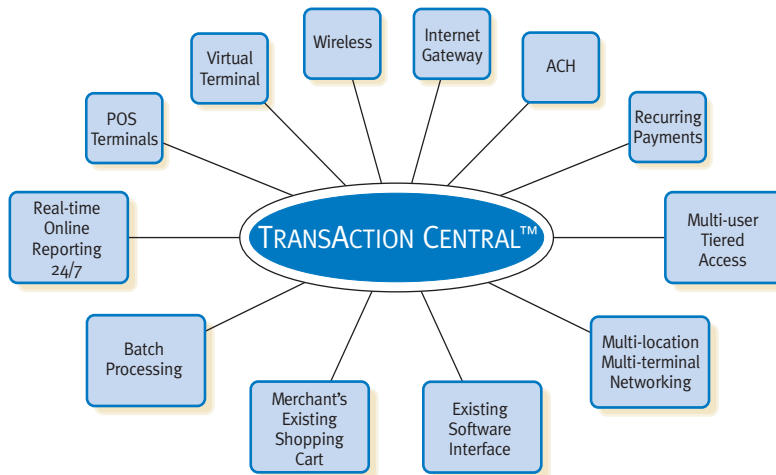 Wireless
Internet
Gateway
Virtual
Terminal
ACH
POS
Terminals
Recurring
Payments
Real-time
Online
Reporting
24/7
TRANSACTION CENTRAL™
Multi-user
Tiered
Access
Batch
Processing
Multi-location
Multi-terminal
Networking
Merchant's
Existing
Shopping
Cart
Existing
Software
Interface